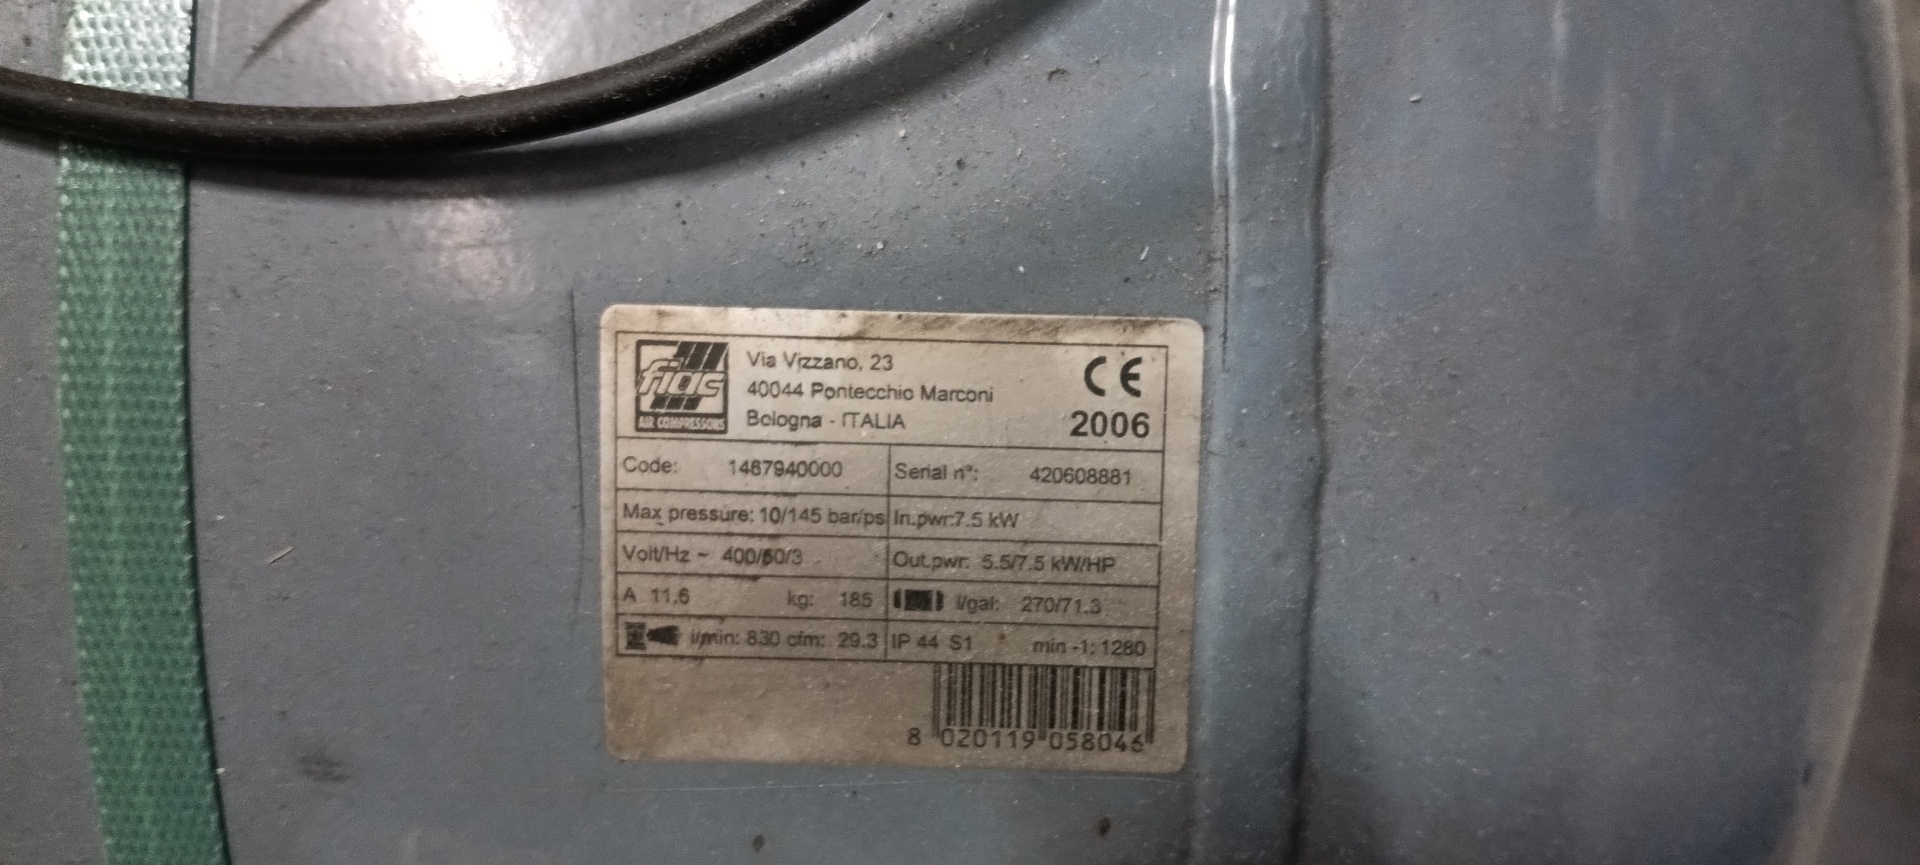 fiac
AIR COMPRESSORS
Via Vizzano, 23
40044 Pontecchio Marconi
Bologna - ITALIA
CE
2006
Code: 1467940000
Serial n°: 420608881
Max pressure: 10/145 bar/ps
In.pwr:7.5 kW
Volt/Hz ~ 400/50/3
Out.pwr: 5.5/7.5 kW/HP
A 11.6 kg: 185
l/gal: 270/71.3
l/min: 830 cfm: 29.3
IP 44 S1 min -1: 1280
8 020119 058046